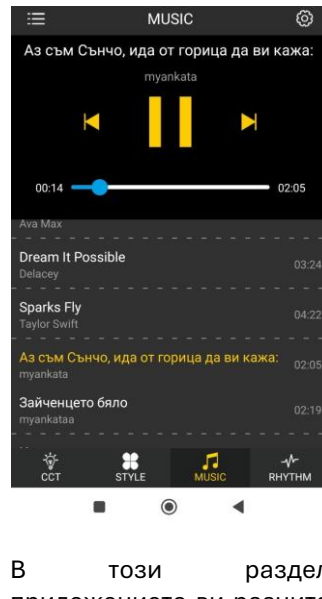 MUSIC
Аз съм Сънчо, ида от горица да ви кажа:
myankata
00:14
02:05
Ava Max
Dream It Possible
Delacey
03:24
Sparks Fly
Taylor Swift
04:22
Аз съм Сънчо, ида от горица да ви кажа:
myankata
02:05
Зайченцето бяло
myankataa
02:19
CCT STYLE MUSIC RHYTHM
В този раздел